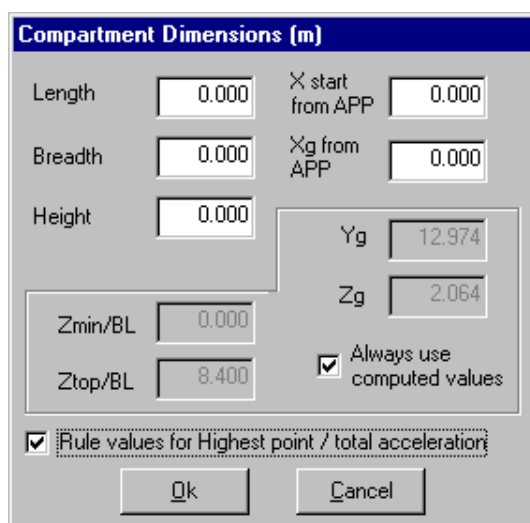 Compartment Dimensions (m)
Length 0.000
X start
from APP 0.000
Breadth 0.000
Xg from
APP 0.000
Height 0.000
Yg 12.974
Zg 2.064
Zmin/BL 0.000
Ztop/BL 8.400
Always use
computed values
Rule values for Highest point / total acceleration
Ok
Cancel